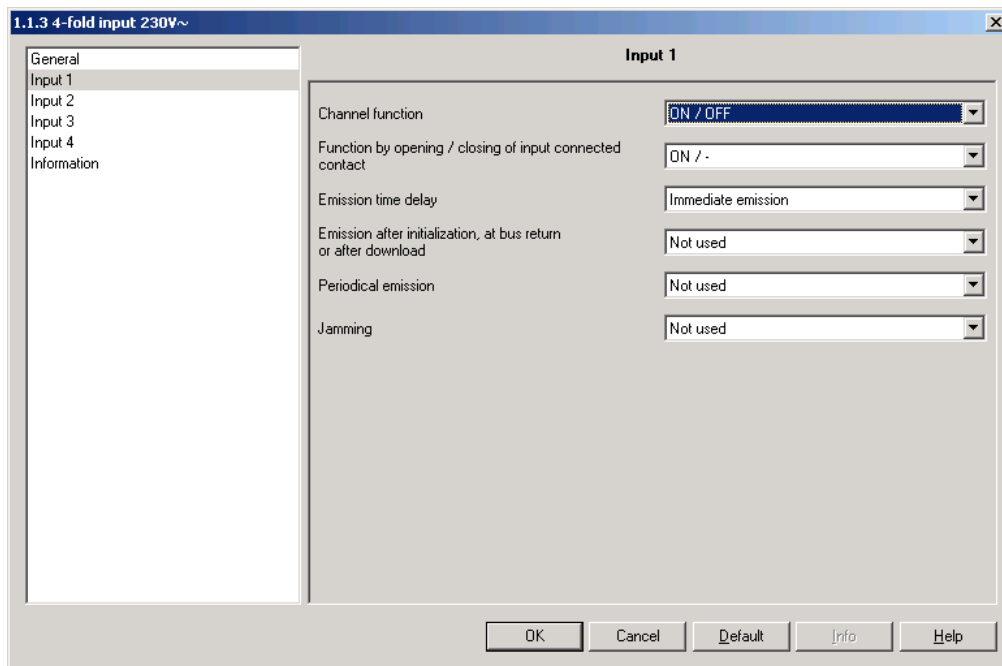 1.1.3 4-fold input 230V~
General
Input 1
Input 2
Input 3
Input 4
Information
Input 1
Channel function
ON / OFF
Function by opening / closing of input connected
contact
ON / -
Emission time delay
Immediate emission
Emission after initialization, at bus return
or after download
Not used
Periodical emission
Not used
Jamming
Not used
OK
Cancel
Default
Info
Help